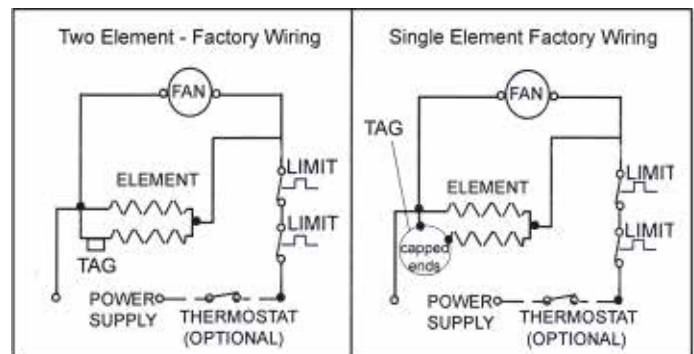 Two Element - Factory Wiring
FAN
LIMIT
ELEMENT
LIMIT
TAG
POWER SUPPLY
THERMOSTAT
(OPTIONAL)
Single Element Factory Wiring
FAN
TAG
LIMIT
ELEMENT
LIMIT
capped
ends
POWER SUPPLY
THERMOSTAT
(OPTIONAL)